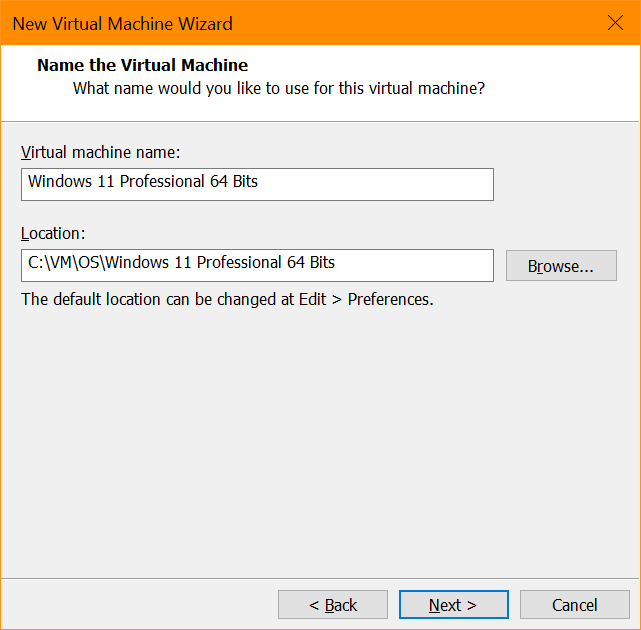 New Virtual Machine Wizard
Name the Virtual Machine
What name would you like to use for this virtual machine?
Virtual machine name:
Windows 11 Professional 64 Bits
Location:
C:\VM\OS\Windows 11 Professional 64 Bits
Browse...
The default location can be changed at Edit > Preferences.
< Back
Next >
Cancel